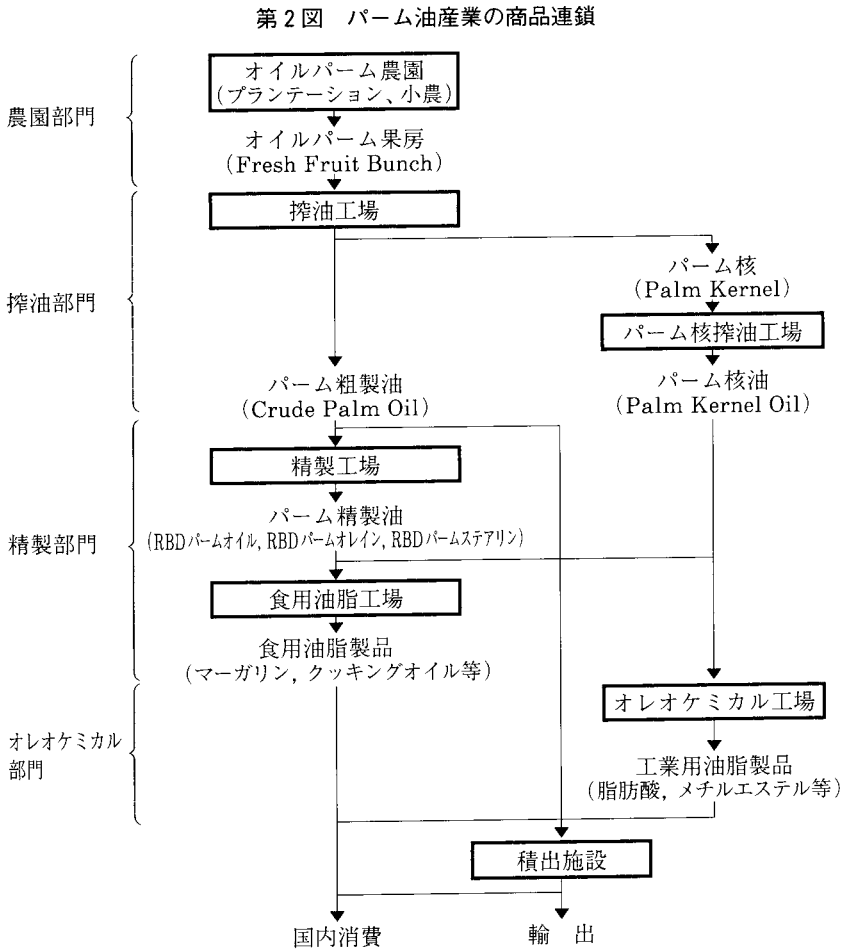 第2図 パーム油産業の商品連鎖
農園部門
オイルパーム農園
(プランテーション、小農)
オイルパーム果房
(Fresh Fruit Bunch)
搾油部門
搾油工場
パーム核
(Palm Kernel)
パーム核搾油工場
パーム粗製油
(Crude Palm Oil)
パーム核油
(Palm Kernel Oil)
精製部門
精製工場
パーム精製油
(RBDパームオイル, RBDパームオレイン, RBDパームステアリン)
食用油脂工場
食用油脂製品
(マーガリン, クッキングオイル等)
オレオケミカル
部門
オレオケミカル工場
工業用油脂製品
(脂肪酸, メチルエステル等)
積出施設
国内消費
輸 出